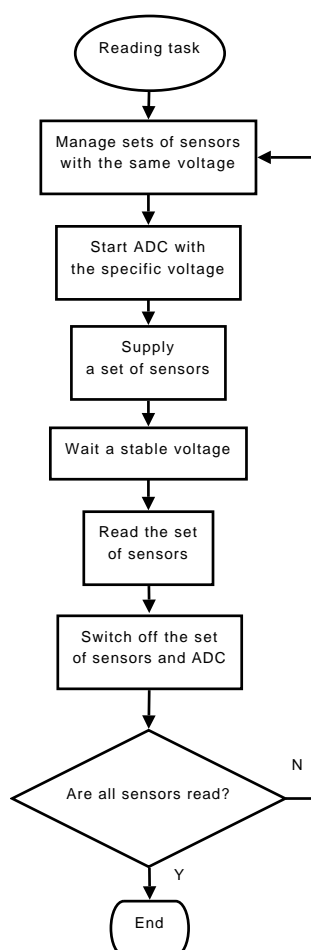 Reading task
Manage sets of sensors
with the same voltage
Start ADC with
the specific voltage
Supply
a set of sensors
Wait a stable voltage
Read the set
of sensors
Switch off the set
of sensors and ADC
Are all sensors read?
N
Y
End